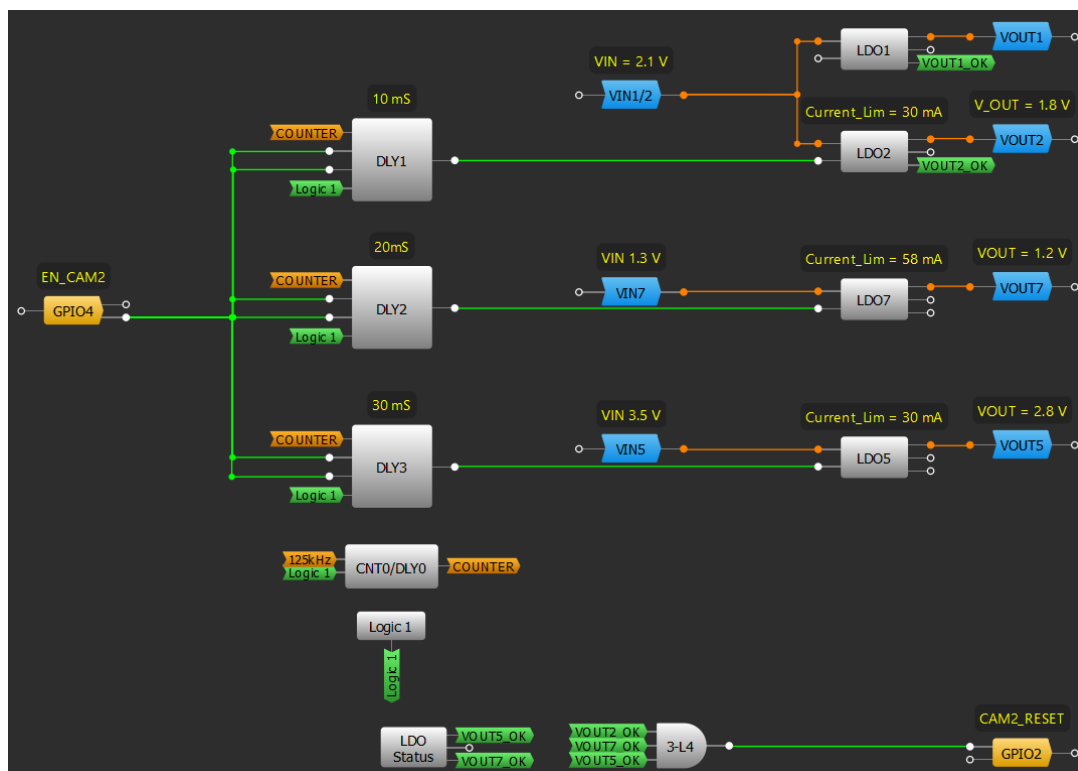 LDO1
VOUT1
VOUT1_OK
VIN = 2.1 V
VIN1/2
10 mS
COUNTER
DLY1
Logic 1
Current_Lim = 30 mA
V_OUT = 1.8 V
LDO2
VOUT2
VOUT2_OK
EN_CAM2
GPIO4
20mS
COUNTER
DLY2
Logic 1
VIN 1.3 V
VIN7
Current_Lim = 58 mA
LDO7
VOUT = 1.2 V
VOUT7
30 mS
COUNTER
DLY3
Logic 1
VIN 3.5 V
VIN5
Current_Lim = 30 mA
LDO5
VOUT = 2.8 V
VOUT5
125kHz
Logic 1
CNT0/DLY0
COUNTER
Logic 1
Logic 1
LDO
Status
VOUT5_OK
VOUT7_OK
VOUT2_OK
VOUT7_OK
VOUT5_OK
3-L4
CAM2_RESET
GPIO2